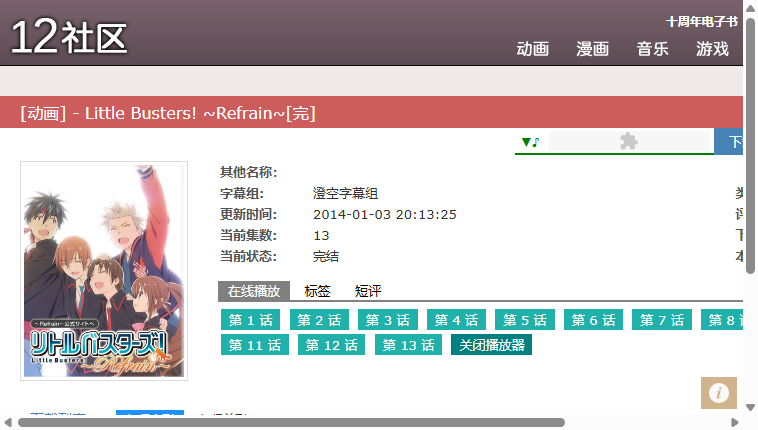 12社区
十周年电子书
动画 漫画 音乐 游戏
[动画] - Little Busters! ~Refrain~[完]
▼♪
其他名称:
字幕组: 澄空字幕组
更新时间: 2014-01-03 20:13:25
当前集数: 13
当前状态: 完结
在线播放 标签 短评
第 1 话 第 2 话 第 3 话 第 4 话 第 5 话 第 6 话 第 7 话 第 8
第 11 话 第 12 话 第 13 话 关闭播放器
~Refrain~公式サイトへ
リトルバスターズ!
Little Busters!
~Refrain~